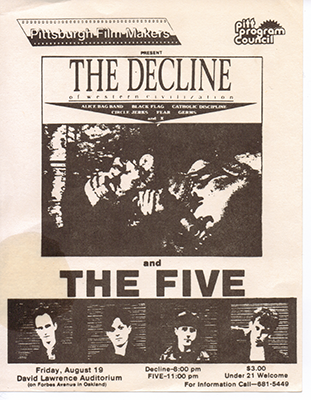 Pittsburgh Film Makers
pitt program Council
PRESENT
THE DECLINE
of western civilization
ALICE BAG BAND BLACK FLAG CATHOLIC DISCIPLINE
CIRCLE JERKS FEAR GERMS
and X
and
THE FIVE
Friday, August 19
David Lawrence Auditorium
(on Forbes Avenue in Oakland)
Decline-8:00 pm
FIVE-11:00 pm
$3.00
Under 21 Welcome
For Information Call—681-5449